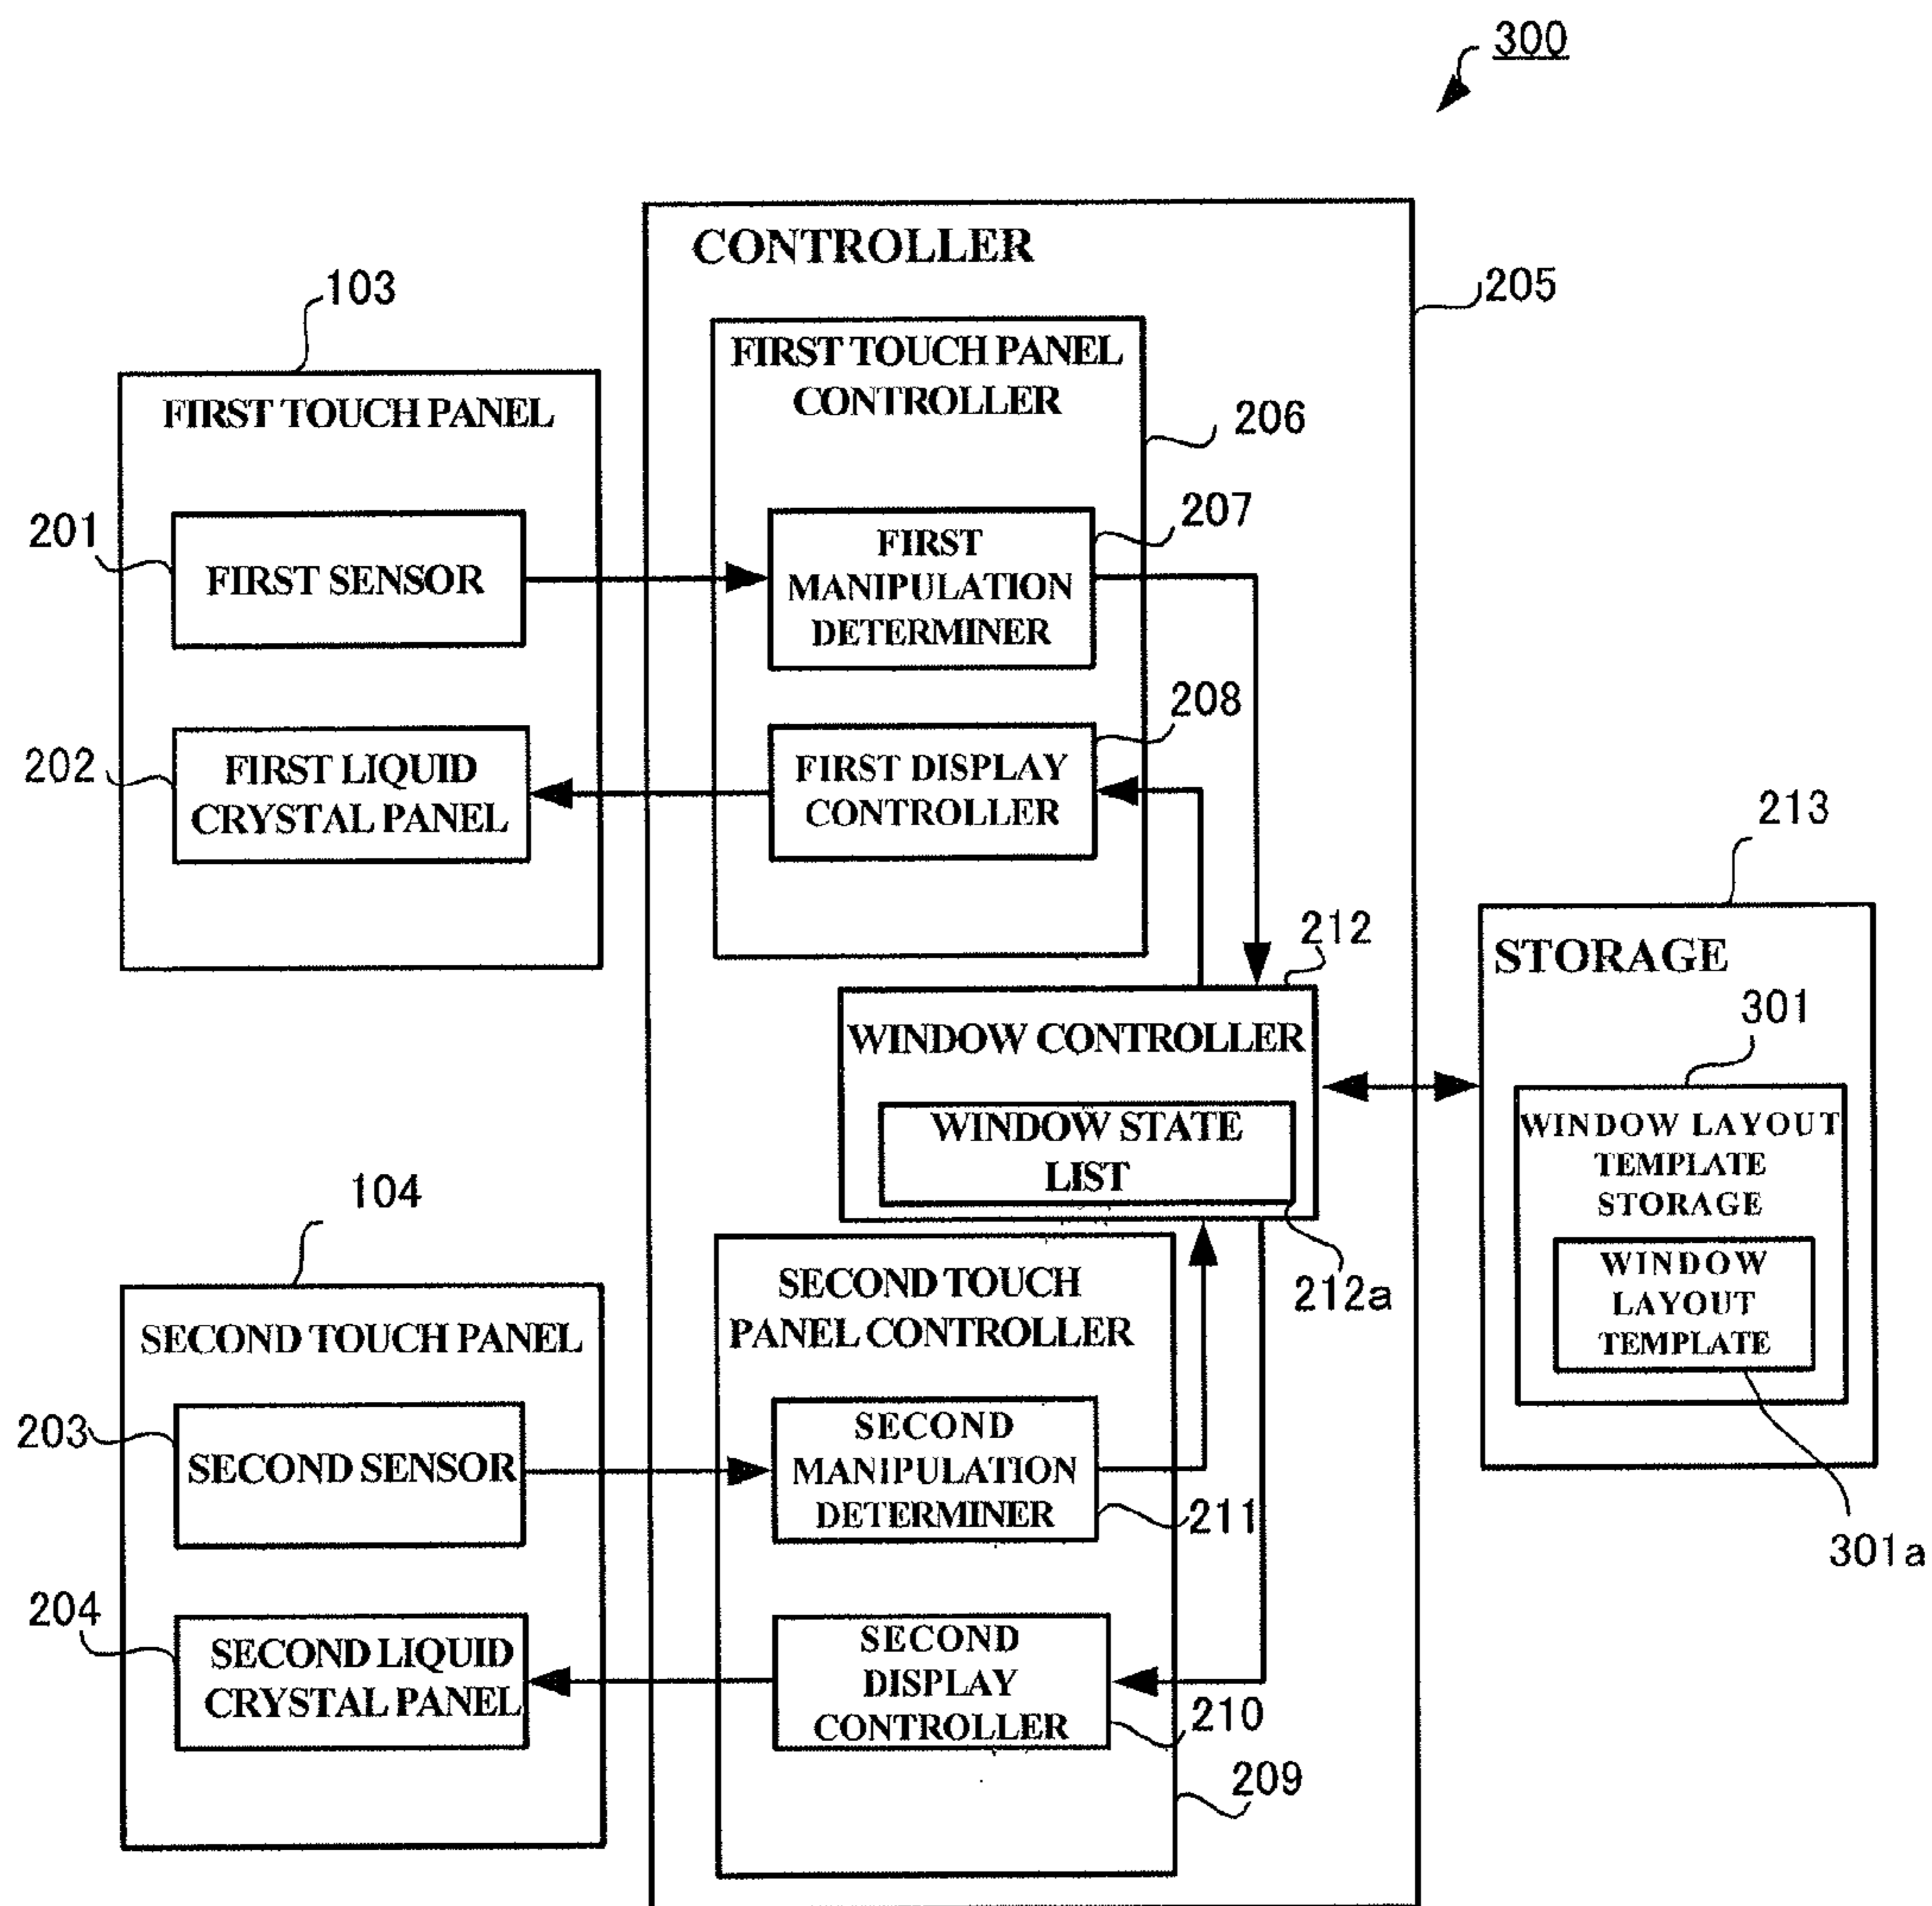 300
CONTROLLER
205
103
FIRST TOUCH PANEL
CONTROLLER
206
FIRST TOUCH PANEL
201
FIRST SENSOR
207
FIRST
MANIPULATION
DETERMINER
208
202
FIRST LIQUID
CRYSTAL PANEL
FIRST DISPLAY
CONTROLLER
213
212
STORAGE
WINDOW CONTROLLER
301
WINDOW STATE
LIST
WINDOW LAYOUT
TEMPLATE
STORAGE
104
212a
WINDOW
LAYOUT
TEMPLATE
SECOND TOUCH
PANEL CONTROLLER
SECOND TOUCH PANEL
203
SECOND SENSOR
SECOND
MANIPULATION
DETERMINER
211
301a
204
SECOND LIQUID
CRYSTAL PANEL
SECOND
DISPLAY
CONTROLLER
210
209